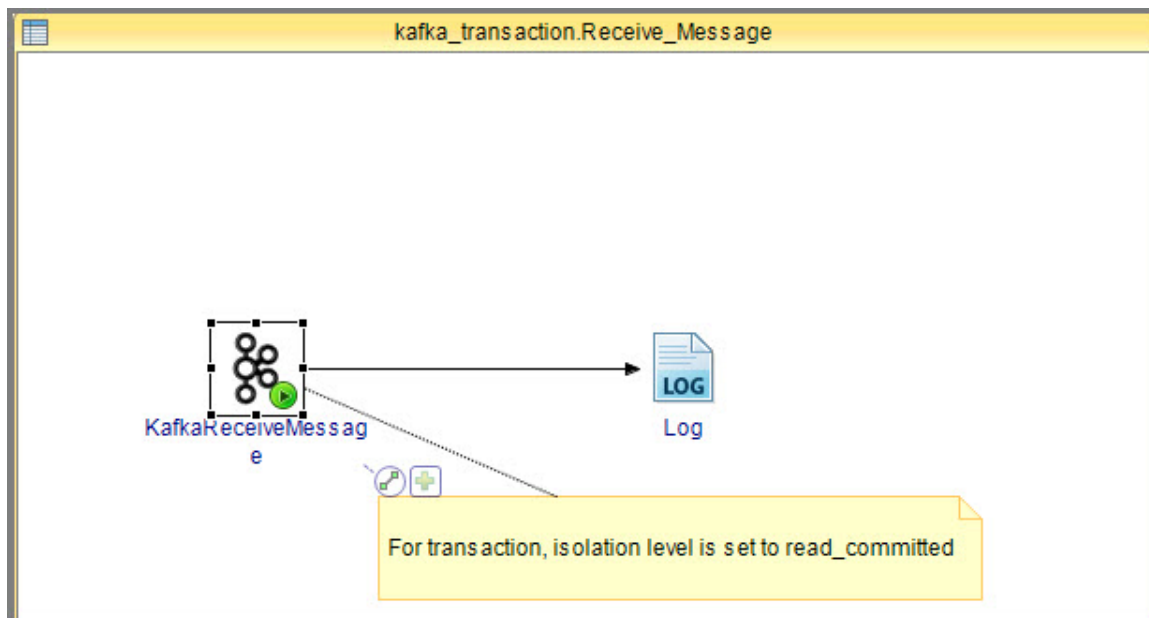 kafka_transaction.Receive_Message
KafkaReceiveMessag
e
LOG
Log
For transaction, isolation level is set to read_committed